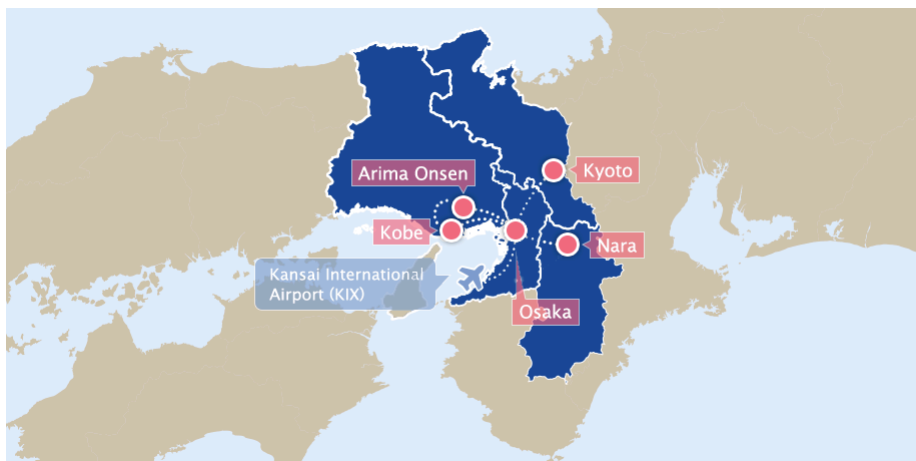 Arima Onsen
Kyoto
Kobe
Nara
Kansai International
Airport (KIX)
Osaka